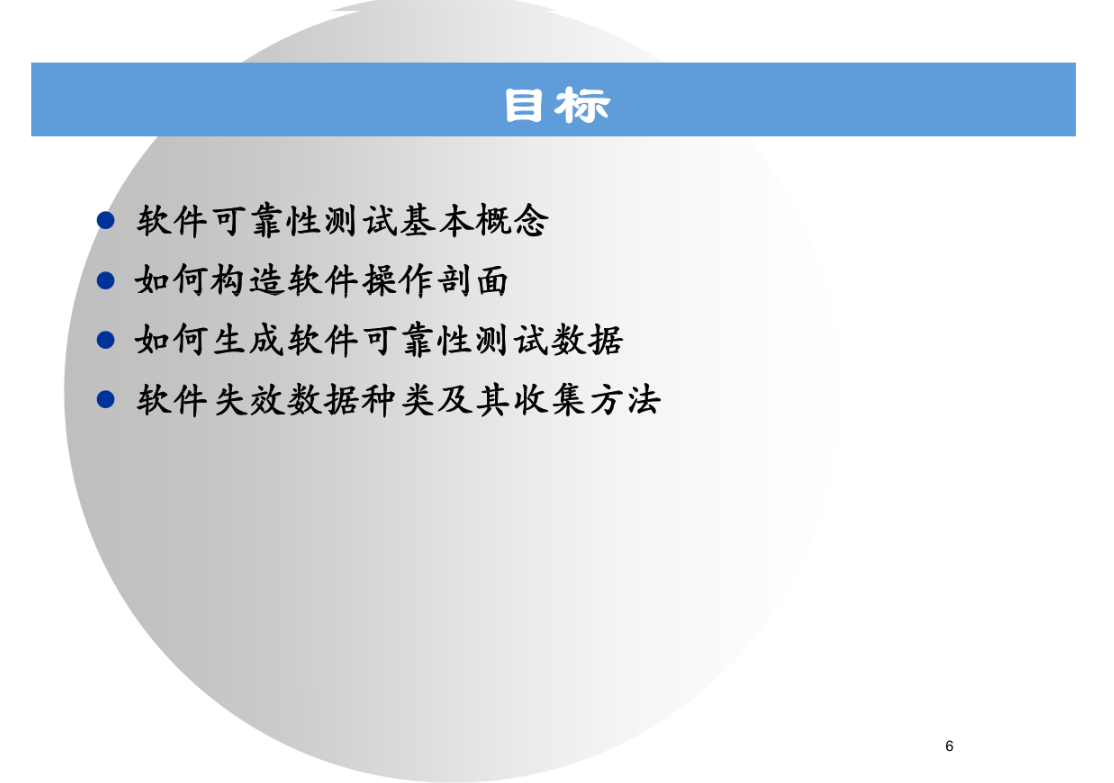 目标
软件可靠性测试基本概念
如何构造软件操作剖面
如何生成软件可靠性测试数据
软件失效数据种类及其收集方法
6